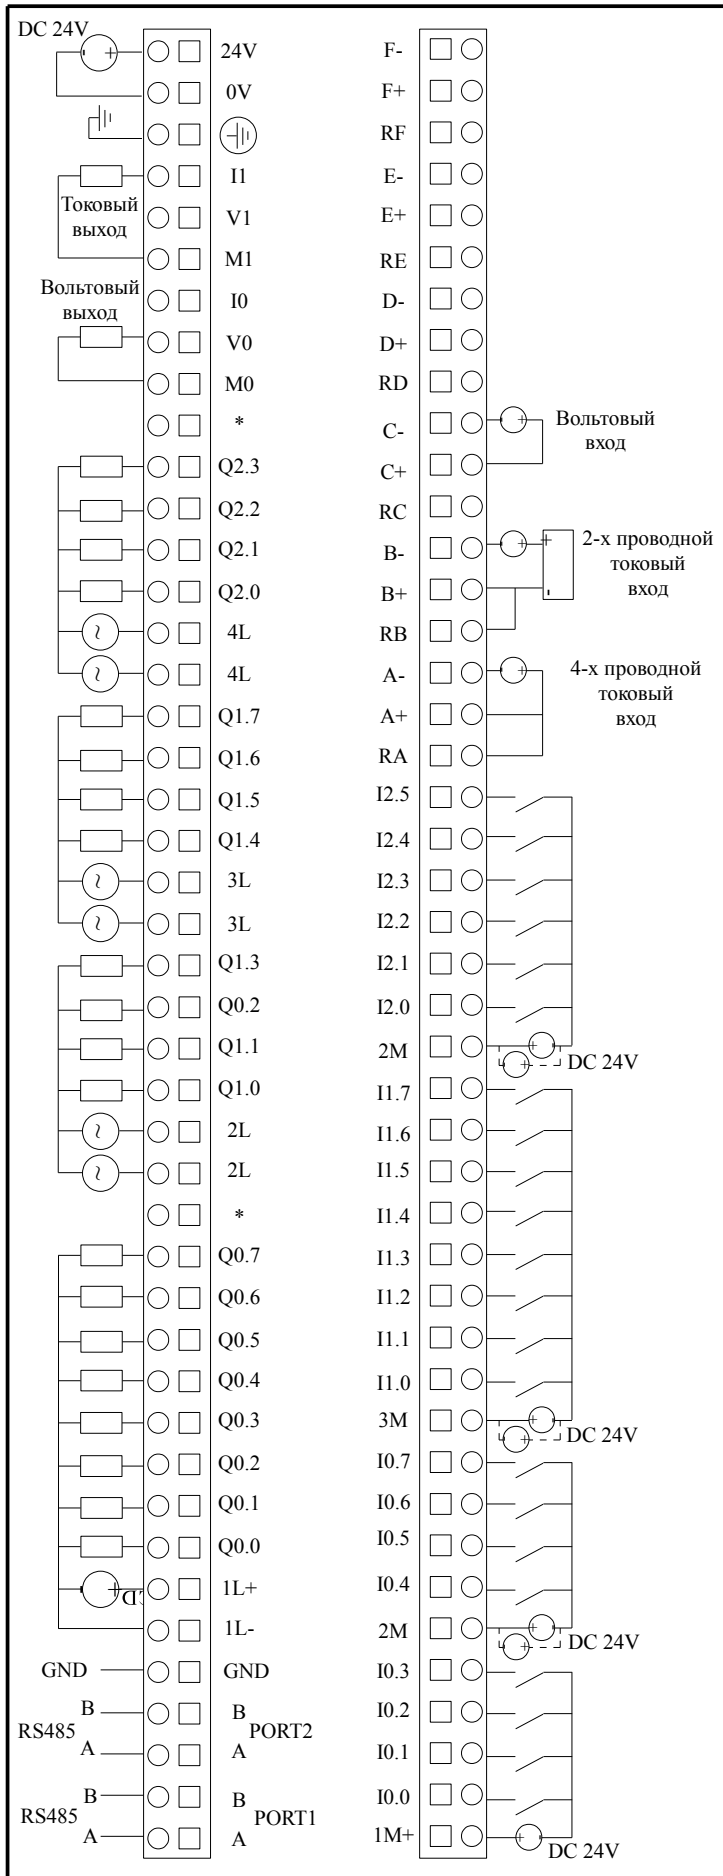 DC 24V
24V
0V
I1
Токовый
выход
V1
M1
Вольтовый
выход
I0
V0
M0
*
Q2.3
Q2.2
Q2.1
Q2.0
4L
4L
Q1.7
Q1.6
Q1.5
Q1.4
3L
3L
Q1.3
Q0.2
Q1.1
Q1.0
2L
2L
*
Q0.7
Q0.6
Q0.5
Q0.4
Q0.3
Q0.2
Q0.1
Q0.0
1L+
1L-
GND
GND
RS485
B
A
B
A
PORT2
RS485
B
A
B
A
PORT1
F-
F+
RF
E-
E+
RE
D-
D+
RD
C-
Вольтовый
вход
C+
RC
B-
2-х проводной
токовый
вход
B+
RB
A-
4-х проводной
токовый
вход
A+
RA
I2.5
I2.4
I2.3
I2.2
I2.1
I2.0
2M
DC 24V
I1.7
I1.6
I1.5
I1.4
I1.3
I1.2
I1.1
I1.0
3M
DC 24V
I0.7
I0.6
I0.5
I0.4
2M
DC 24V
I0.3
I0.2
I0.1
I0.0
1M+
DC 24V